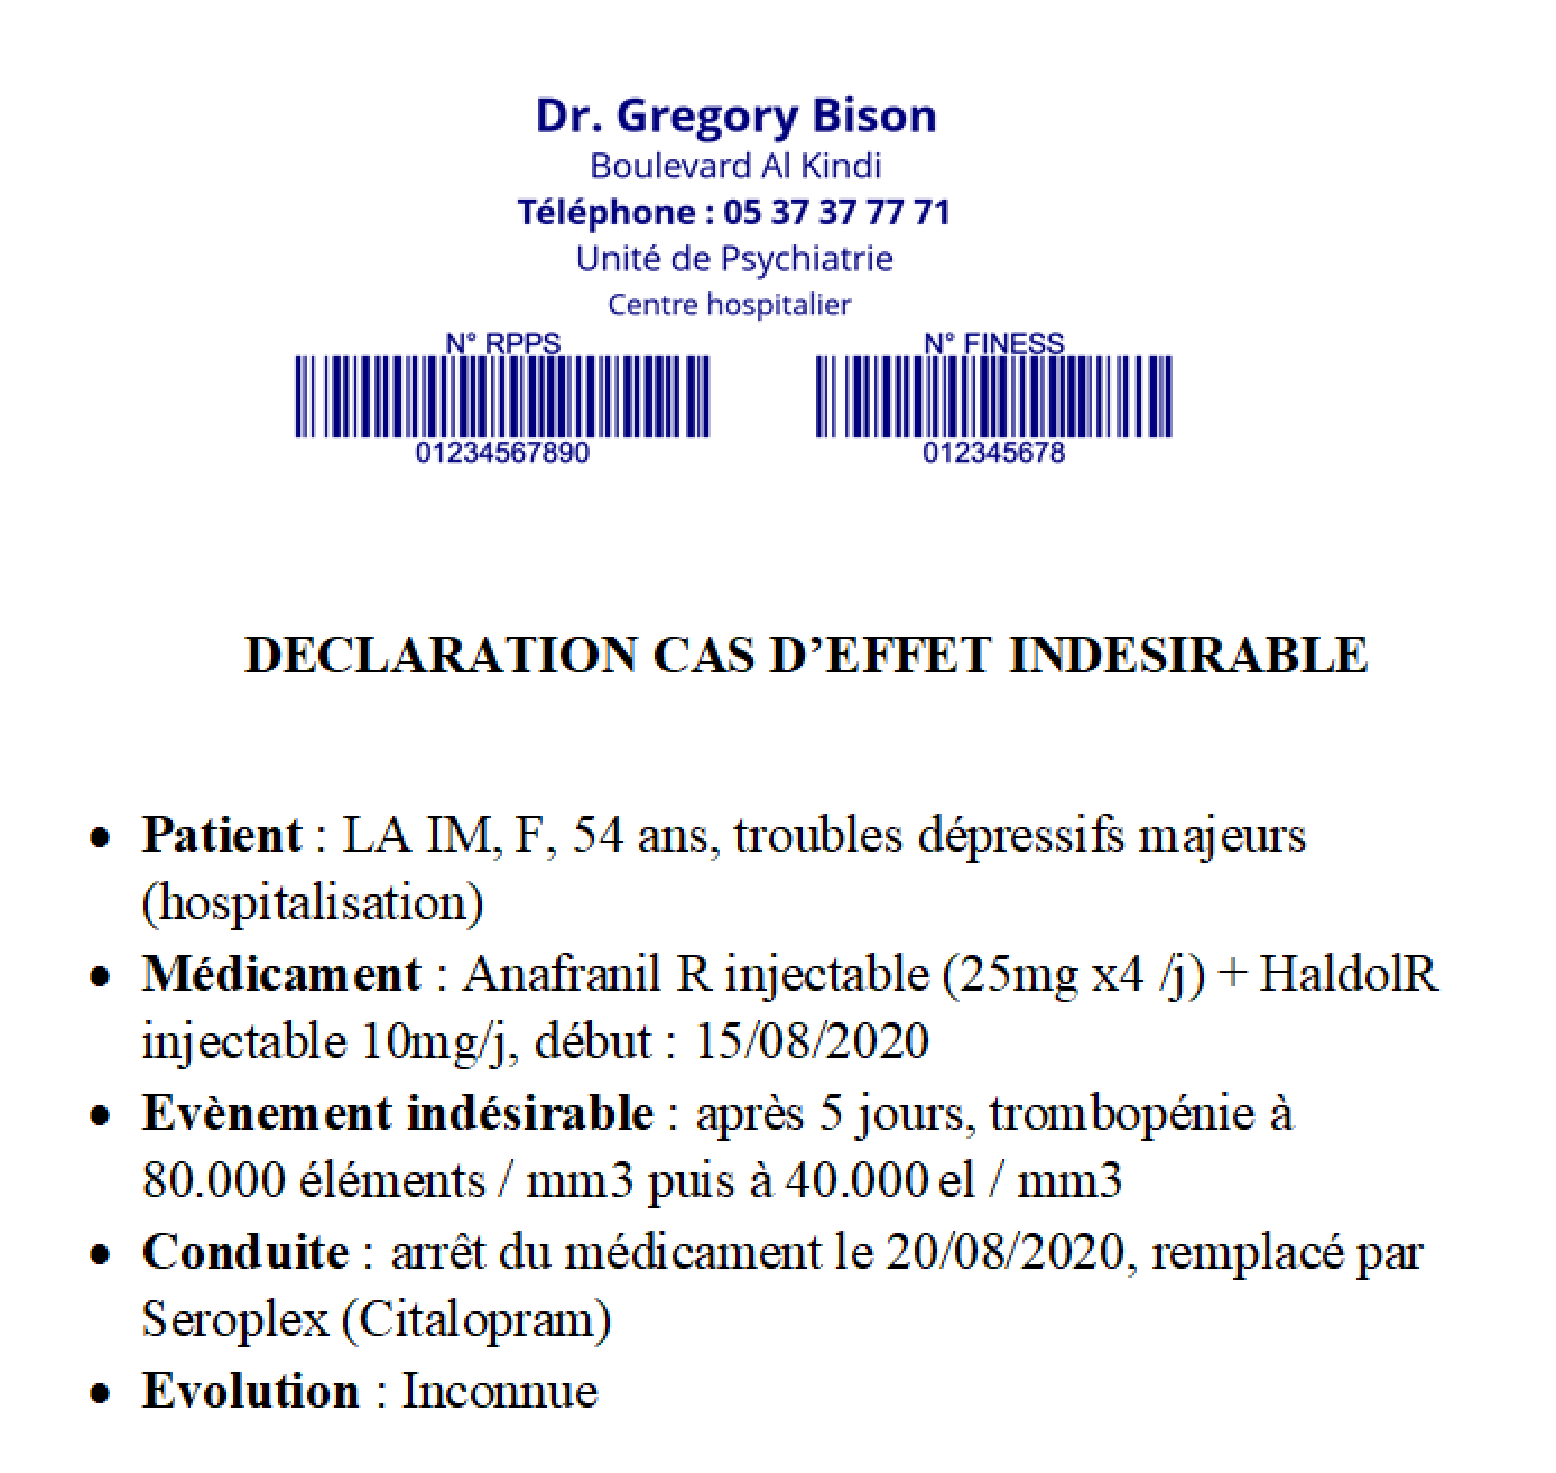 Dr. Gregory Bison
Boulevard Al Kindi
Téléphone : 05 37 37 77 71
Unité de Psychiatrie
Centre hospitalier
N° RPPS
N° FINESS
01234567890
012345678
DECLARATION CAS D’EFFET INDESIRABLE
• Patient : LA IM, F, 54 ans, troubles dépressifs majeurs
(hospitalisation)
• Médicament : Anafranil R injectable (25mg x4 /j) + HaldolR
injectable 10mg/j, début : 15/08/2020
• Evènement indésirable : après 5 jours, trombopénie à
80.000 éléments / mm3 puis à 40.000 el / mm3
• Conduite : arrêt du médicament le 20/08/2020, remplacé par
Seroplex (Citalopram)
• Evolution : Inconnue